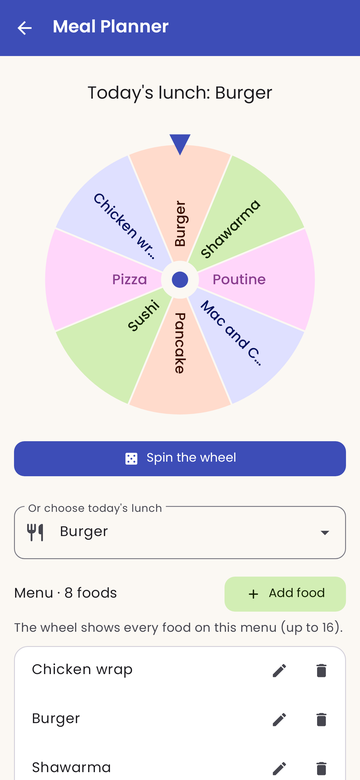 Meal Planner
Today's lunch: Burger
Burger
Shawarma
Poutine
Mac and C...
Pancake
Sushi
Pizza
Chicken wr...
Spin the wheel
Or choose today's lunch
Burger
Menu · 8 foods
+ Add food
The wheel shows every food on this menu (up to 16).
Chicken wrap
Burger
Shawarma